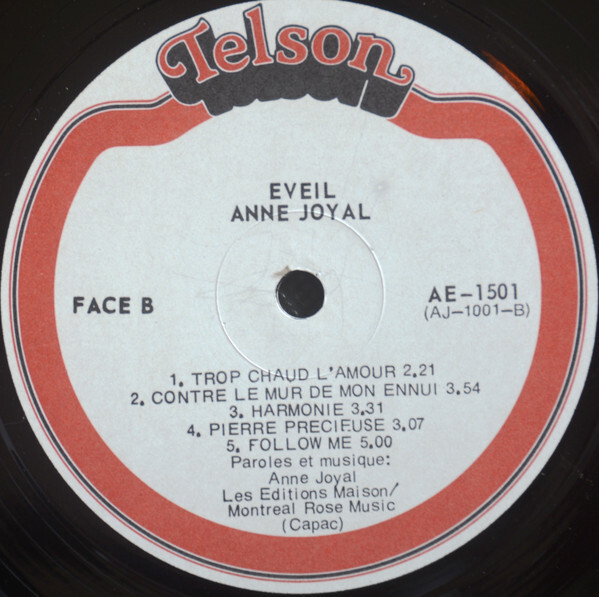 Telson
EVEIL
ANNE JOYAL
FACE B
AE-1501
(AJ-1001-B)
1. TROP CHAUD L'AMOUR 2.21
2. CONTRE LE MUR DE MON ENNUI 3.54
3. HARMONIE 3.31
4. PIERRE PRECIEUSE 3.07
5. FOLLOW ME 5.00
Paroles et musique:
Anne Joyal
Les Editions Maison/
Montreal Rose Music
(Capac)